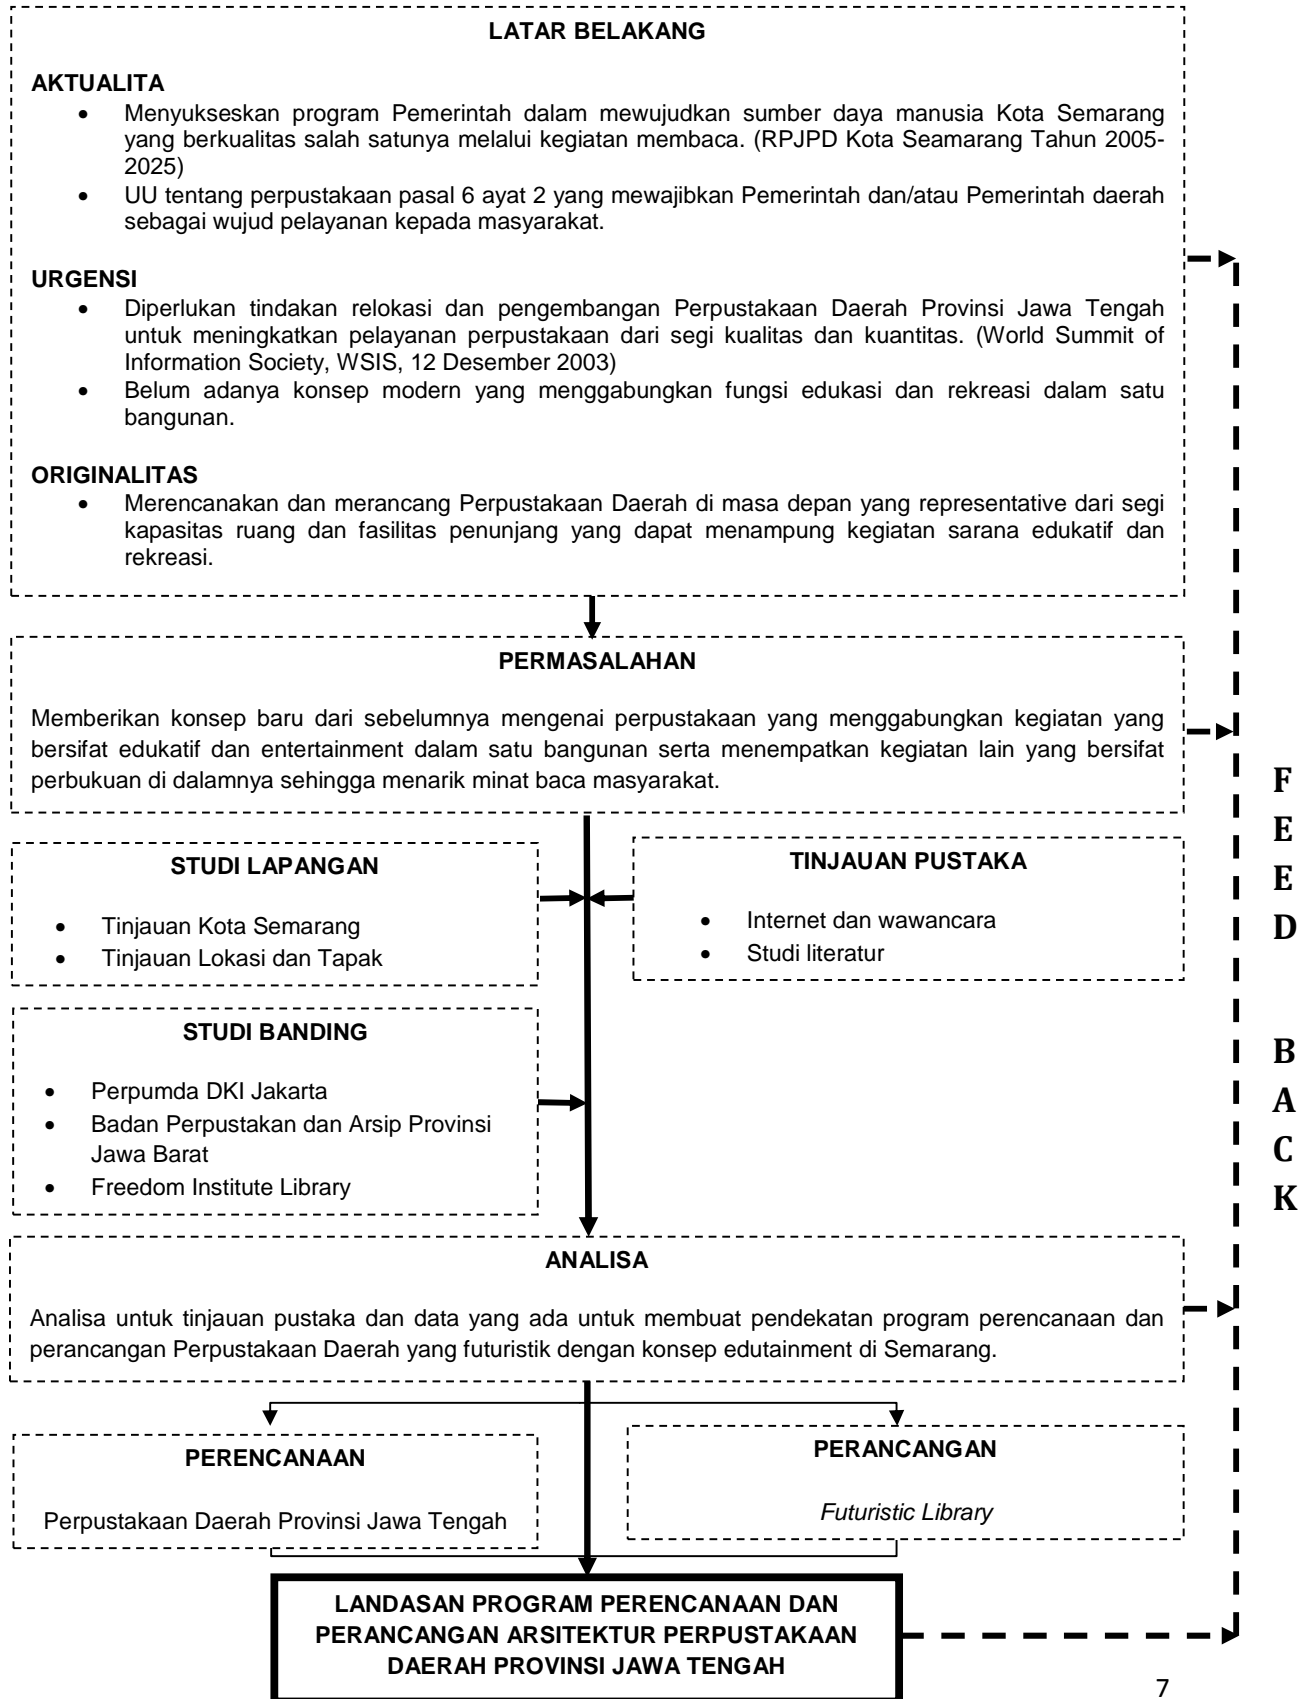 LATAR BELAKANG
AKTUALITA
• Menyukseskan program Pemerintah dalam mewujudkan sumber daya manusia Kota Semarang
yang berkualitas salah satunya melalui kegiatan membaca. (RPJPD Kota Seamarang Tahun 2005-
2025)
• UU tentang perpustakaan pasal 6 ayat 2 yang mewajibkan Pemerintah dan/atau Pemerintah daerah
sebagai wujud pelayanan kepada masyarakat.
URGENSI
• Diperlukan tindakan relokasi dan pengembangan Perpustakaan Daerah Provinsi Jawa Tengah
untuk meningkatkan pelayanan perpustakaan dari segi kualitas dan kuantitas. (World Summit of
Information Society, WSIS, 12 Desember 2003)
• Belum adanya konsep modern yang menggabungkan fungsi edukasi dan rekreasi dalam satu
bangunan.
ORIGINALITAS
• Merencanakan dan merancang Perpustakaan Daerah di masa depan yang representative dari segi
kapasitas ruang dan fasilitas penunjang yang dapat menampung kegiatan sarana edukatif dan
rekreasi.
PERMASALAHAN
Memberikan konsep baru dari sebelumnya mengenai perpustakaan yang menggabungkan kegiatan yang
bersifat edukatif dan entertainment dalam satu bangunan serta menempatkan kegiatan lain yang bersifat
perbukuan di dalamnya sehingga menarik minat baca masyarakat.
STUDI LAPANGAN
• Tinjauan Kota Semarang
• Tinjauan Lokasi dan Tapak
TINJAUAN PUSTAKA
• Internet dan wawancara
• Studi literatur
STUDI BANDING
• Perpumda DKI Jakarta
• Badan Perpustakan dan Arsip Provinsi
Jawa Barat
• Freedom Institute Library
ANALISA
Analisa untuk tinjauan pustaka dan data yang ada untuk membuat pendekatan program perencanaan dan
perancangan Perpustakaan Daerah yang futuristik dengan konsep edutainment di Semarang.
PERENCANAAN
Perpustakaan Daerah Provinsi Jawa Tengah
PERANCANGAN
Futuristic Library
LANDASAN PROGRAM PERENCANAAN DAN
PERANCANGAN ARSITEKTUR PERPUSTAKAAN
DAERAH PROVINSI JAWA TENGAH
F
E
E
D
B
A
C
K
7